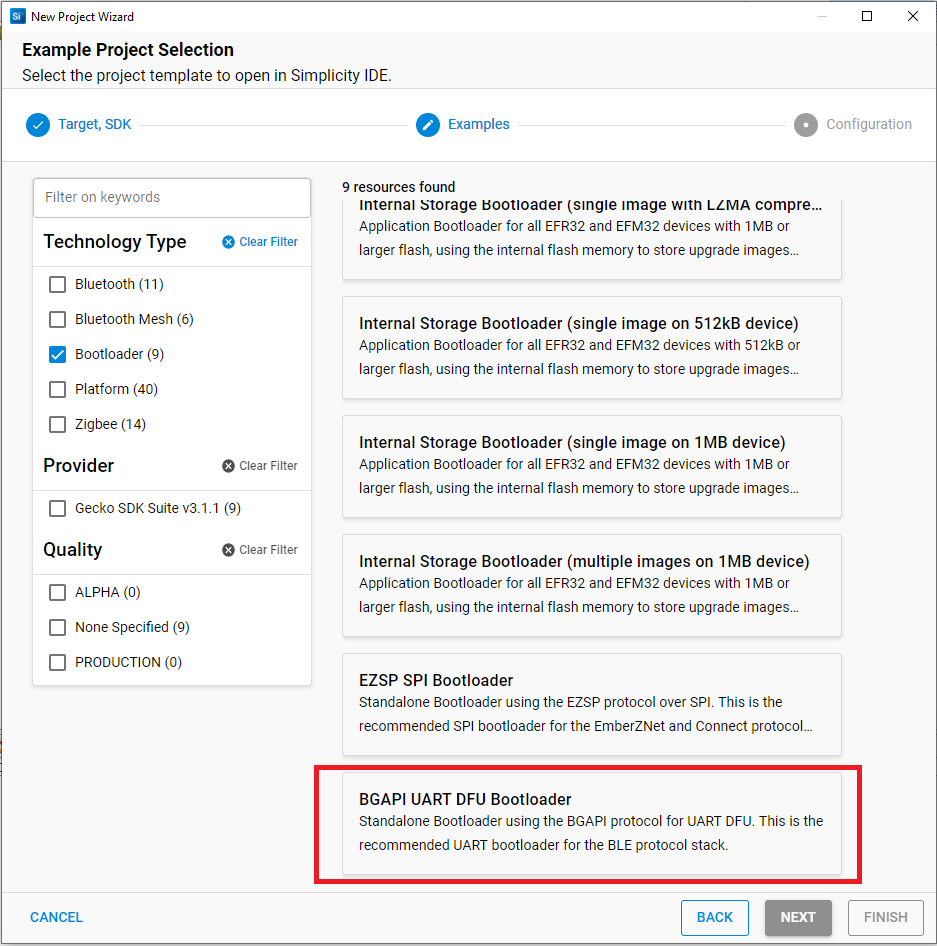 Si New Project Wizard
Example Project Selection
Select the project template to open in Simplicity IDE.
Target, SDK
Examples
Configuration
Filter on keywords
Technology Type
Clear Filter
Bluetooth (11)
Bluetooth Mesh (6)
Bootloader (9)
Platform (40)
Zigbee (14)
Provider
Clear Filter
Gecko SDK Suite v3.1.1 (9)
Quality
Clear Filter
ALPHA (0)
None Specified (9)
PRODUCTION (0)
9 resources found
Internal Storage Bootloader (single image with LZMA compre...
Application Bootloader for all EFR32 and EFM32 devices with 1MB or
larger flash, using the internal flash memory to store upgrade images...
Internal Storage Bootloader (single image on 512kB device)
Application Bootloader for all EFR32 and EFM32 devices with 512kB or
larger flash, using the internal flash memory to store upgrade images...
Internal Storage Bootloader (single image on 1MB device)
Application Bootloader for all EFR32 and EFM32 devices with 1MB or
larger flash, using the internal flash memory to store upgrade images...
Internal Storage Bootloader (multiple images on 1MB device)
Application Bootloader for all EFR32 and EFM32 devices with 1MB or
larger flash, using the internal flash memory to store upgrade images...
EZSP SPI Bootloader
Standalone Bootloader using the EZSP protocol over SPI. This is the
recommended SPI bootloader for the EmberZNet and Connect protocol...
BGAPI UART DFU Bootloader
Standalone Bootloader using the BGAPI protocol for UART DFU. This is the
recommended UART bootloader for the BLE protocol stack.
CANCEL
BACK
NEXT
FINISH